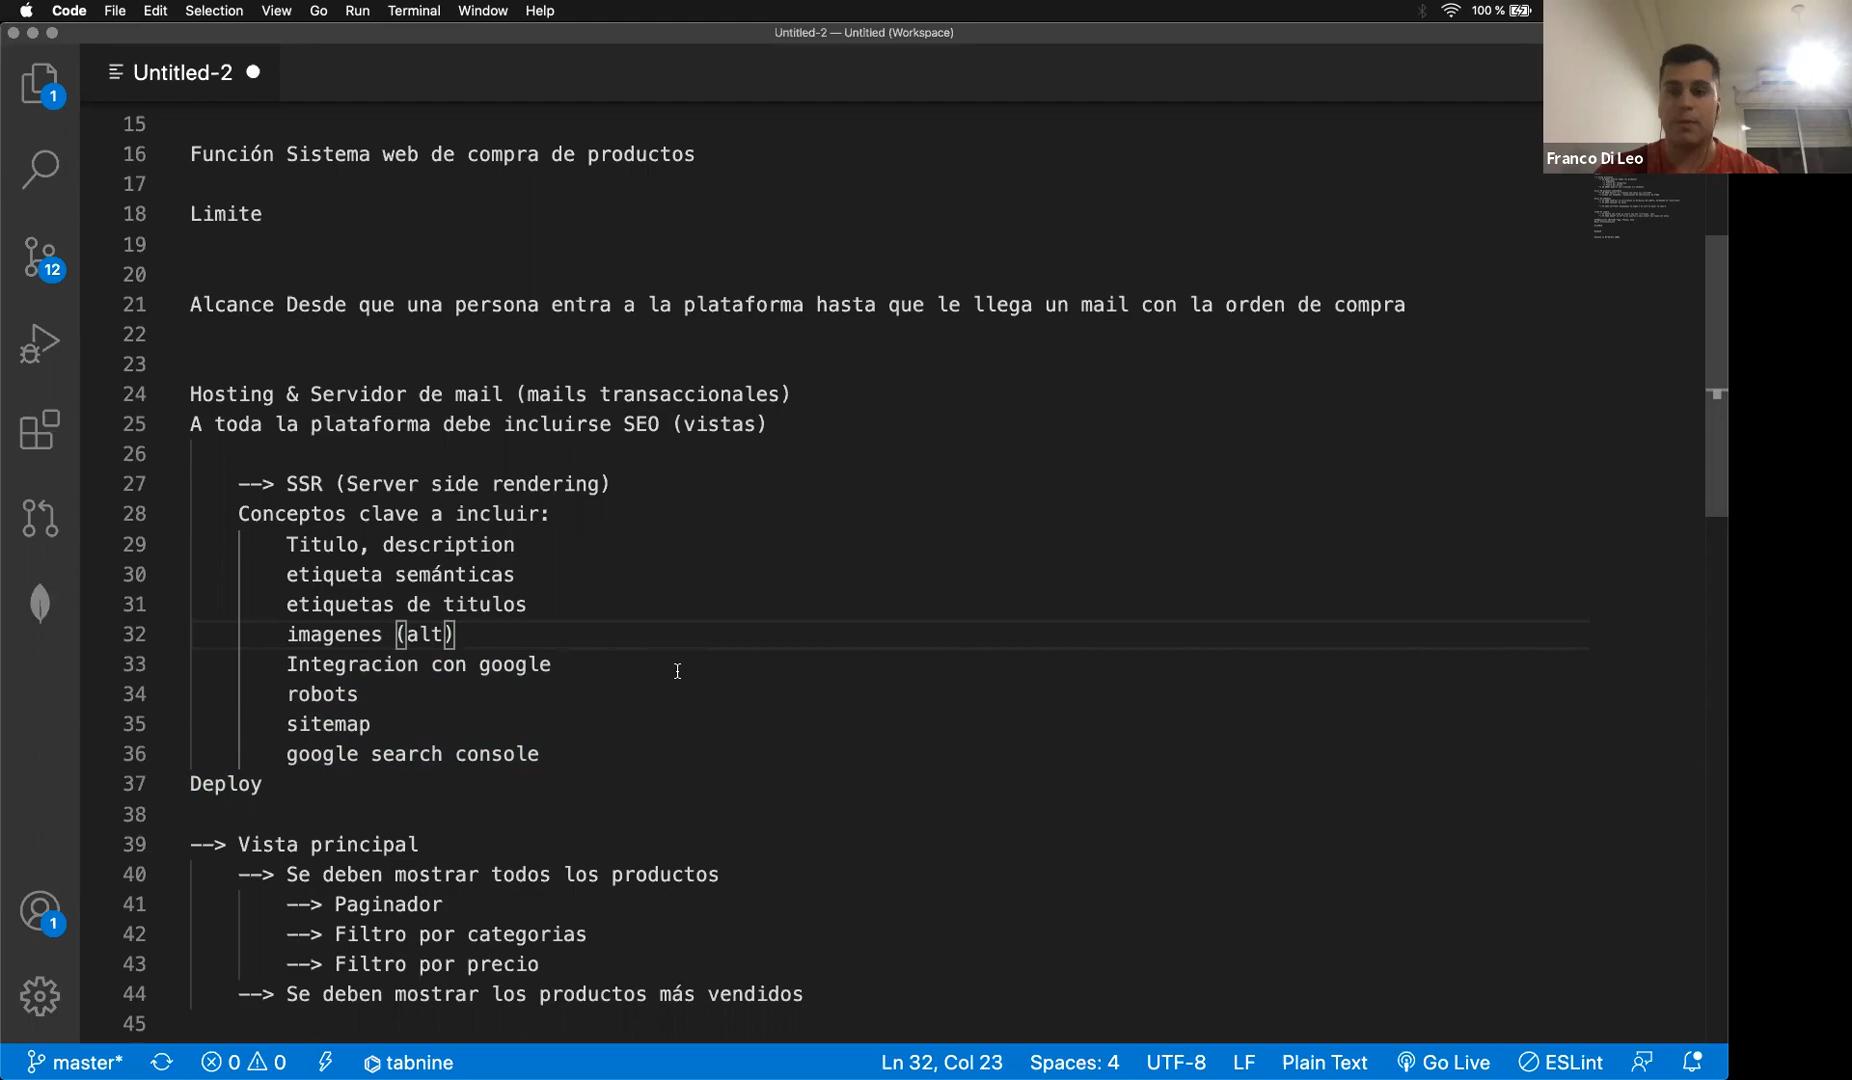 Code File Edit Selection View Go Run Terminal Window Help 100 %
Untitled-2 — Untitled (Workspace)
Untitled-2
Franco Di Leo
1
12
1
15
16 Función Sistema web de compra de productos
17
18 Limite
19
20
21 Alcance Desde que una persona entra a la plataforma hasta que le llega un mail con la orden de compra
22
23
24 Hosting & Servidor de mail (mails transaccionales)
25 A toda la plataforma debe incluirse SEO (vistas)
26
27 --> SSR (Server side rendering)
28 Conceptos clave a incluir:
29 Titulo, description
30 etiqueta semánticas
31 etiquetas de titulos
32 imagenes (alt)
33 Integracion con google
34 robots
35 sitemap
36 google search console
37 Deploy
38
39 --> Vista principal
40 --> Se deben mostrar todos los productos
41 --> Paginador
42 --> Filtro por categorias
43 --> Filtro por precio
44 --> Se deben mostrar los productos más vendidos
45
master* 0 0 tabnine Ln 32, Col 23 Spaces: 4 UTF-8 LF Plain Text Go Live ESLint